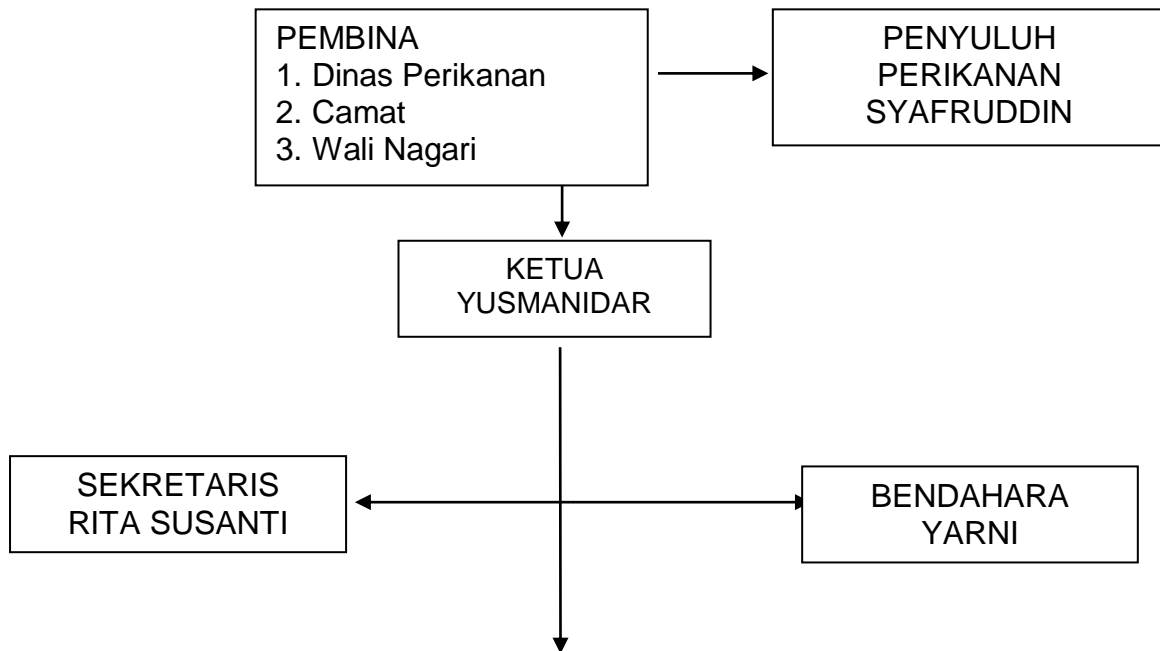 PEMBINA
1. Dinas Perikanan
2. Camat
3. Wali Nagari
PENYULUH
PERIKANAN
SYAFRUDDIN
KETUA
YUSMANIDAR
SEKRETARIS
RITA SUSANTI
BENDAHARA
YARNI